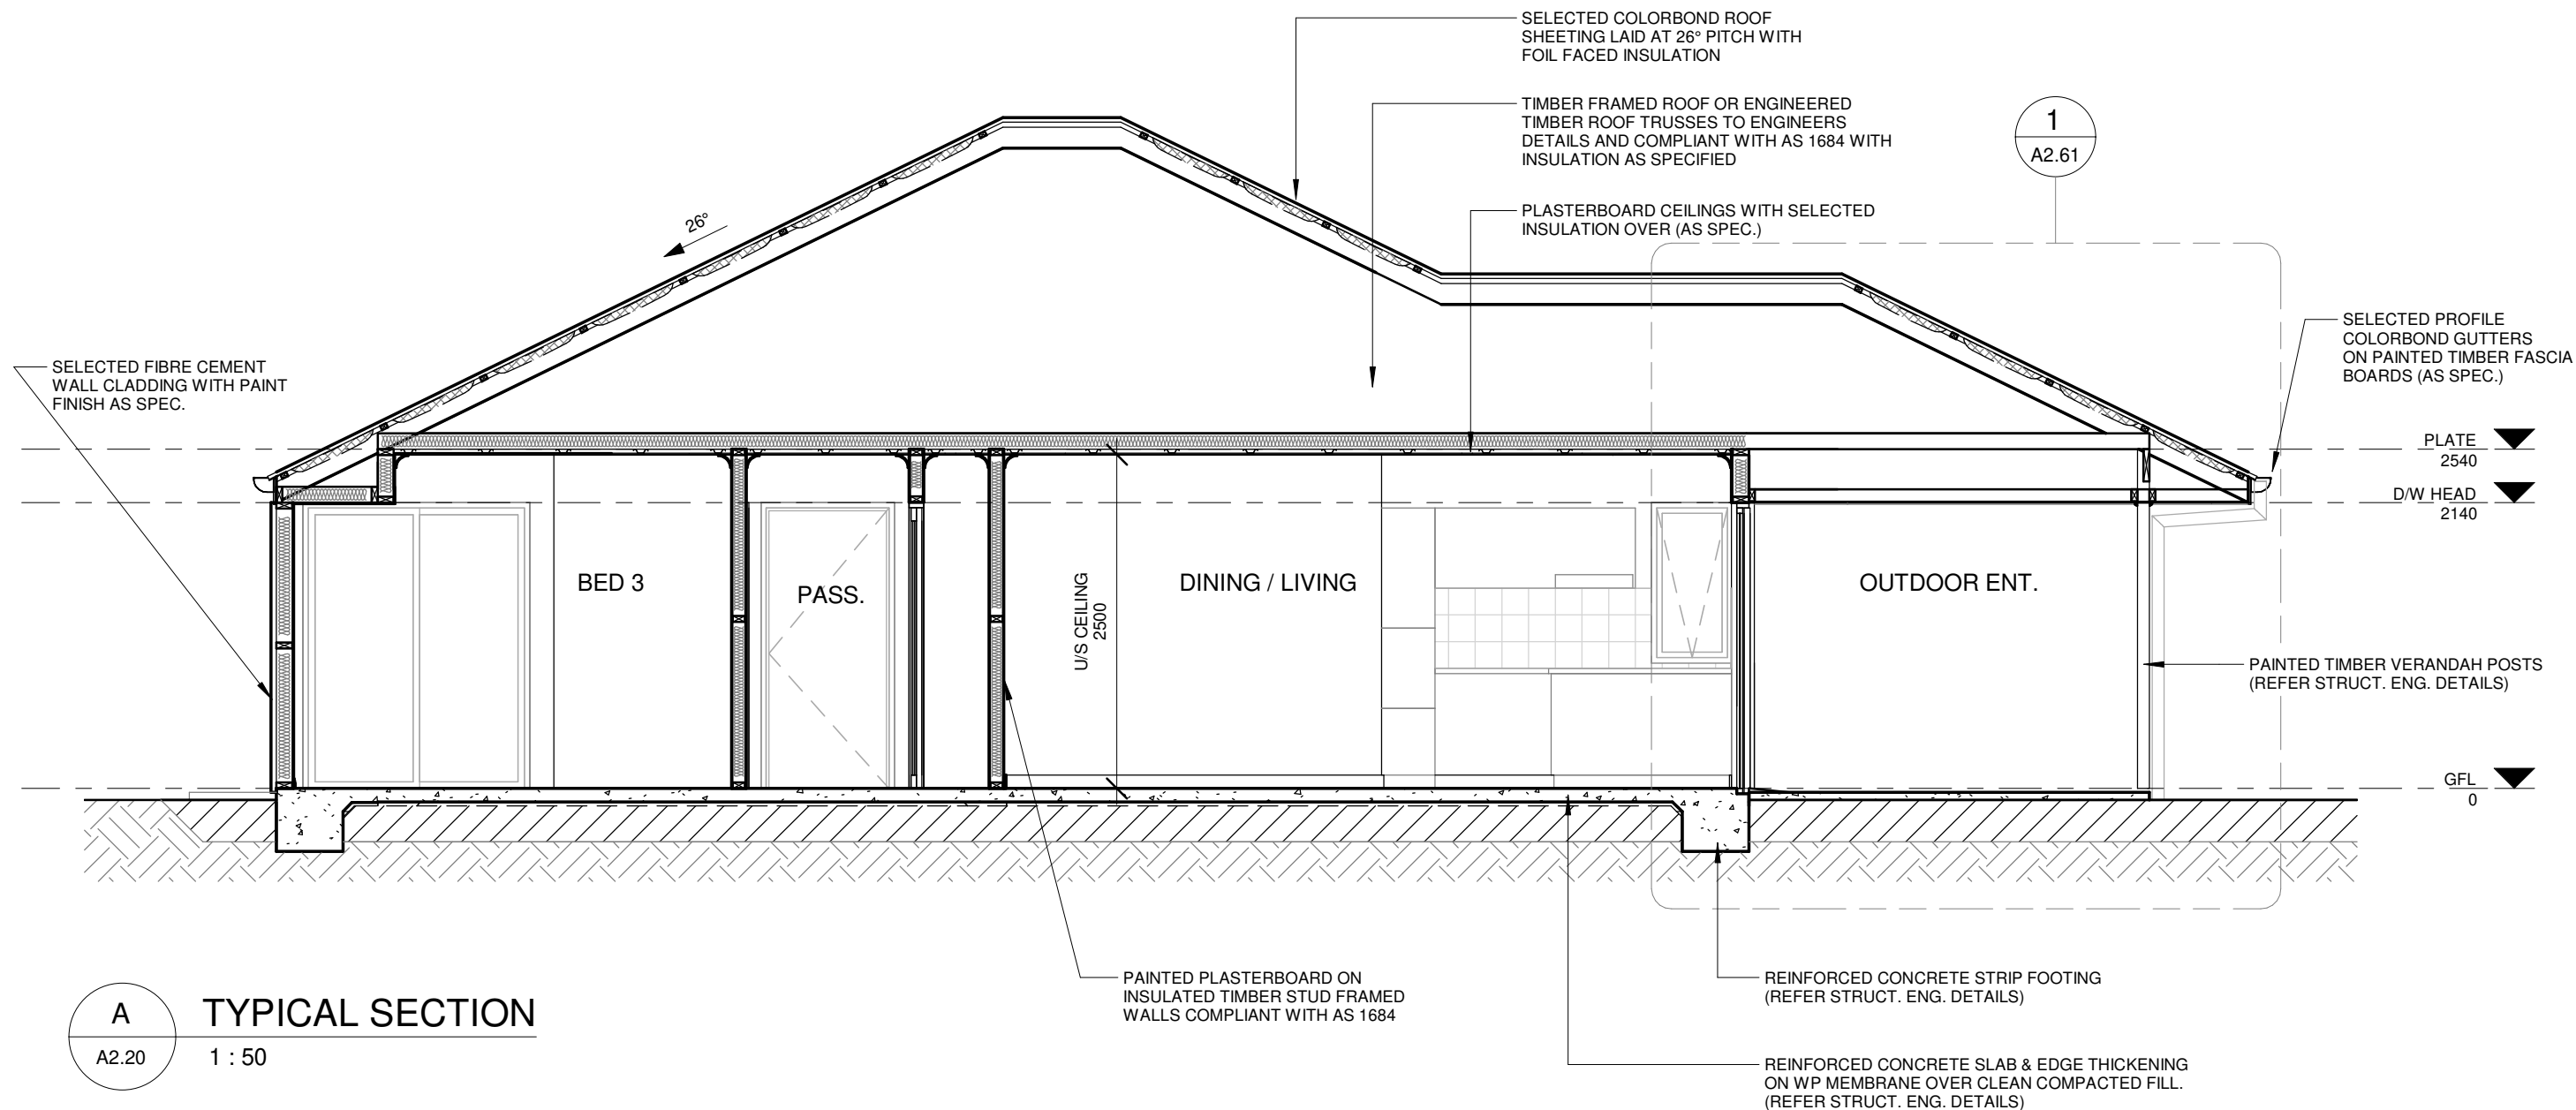 SELECTED COLORBOND ROOF
SHEETING LAID AT 26° PITCH WITH
FOIL FACED INSULATION
TIMBER FRAMED ROOF OR ENGINEERED
TIMBER ROOF TRUSSES TO ENGINEERS
DETAILS AND COMPLIANT WITH AS 1684 WITH
INSULATION AS SPECIFIED
1
A2.61
PLASTERBOARD CEILINGS WITH SELECTED
INSULATION OVER (AS SPEC.)
26°
SELECTED PROFILE
COLORBOND GUTTERS
ON PAINTED TIMBER FASCIA
BOARDS (AS SPEC.)
SELECTED FIBRE CEMENT
WALL CLADDING WITH PAINT
FINISH AS SPEC.
PLATE
2540
D/W HEAD
2140
BED 3
PASS.
U/S CEILING
2500
DINING / LIVING
OUTDOOR ENT.
PAINTED TIMBER VERANDAH POSTS
(REFER STRUCT. ENG. DETAILS)
GFL
0
PAINTED PLASTERBOARD ON
INSULATED TIMBER STUD FRAMED
WALLS COMPLIANT WITH AS 1684
REINFORCED CONCRETE STRIP FOOTING
(REFER STRUCT. ENG. DETAILS)
REINFORCED CONCRETE SLAB & EDGE THICKENING
ON WP MEMBRANE OVER CLEAN COMPACTED FILL.
(REFER STRUCT. ENG. DETAILS)
A
A2.20
TYPICAL SECTION
1 : 50